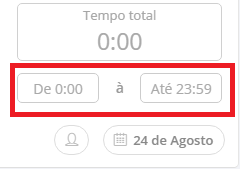 Tempo total
0:00
De 0:00 à Até 23:59
24 de Agosto